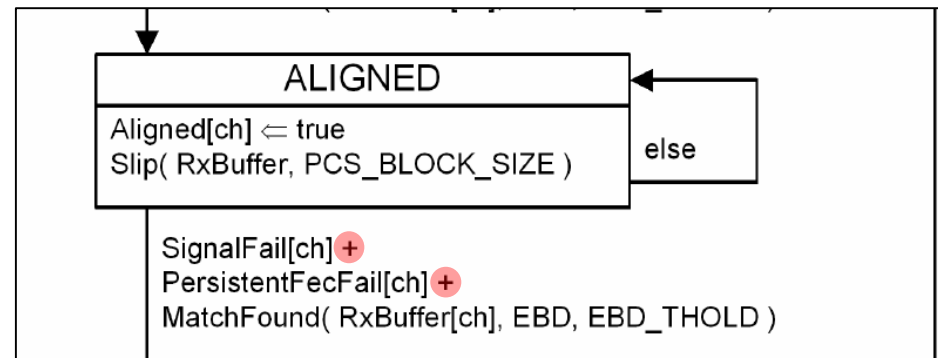 ALIGNED
Aligned[ch] ⇐ true
Slip( RxBuffer, PCS_BLOCK_SIZE )
else
SignalFail[ch]+
PersistentFecFail[ch]+
MatchFound( RxBuffer[ch], EBD, EBD_THOLD )